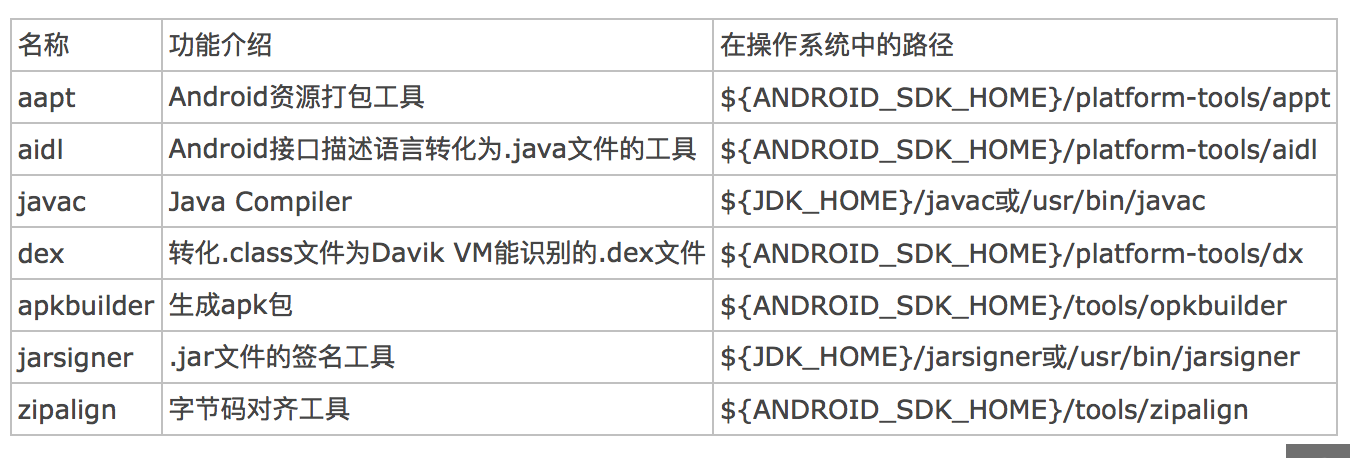 名称 功能介绍 在操作系统中的路径
aapt Android资源打包工具 ${ANDROID_SDK_HOME}/platform-tools/appt
aidl Android接口描述语言转化为.java文件的工具 ${ANDROID_SDK_HOME}/platform-tools/aidl
javac Java Compiler ${JDK_HOME}/javac或/usr/bin/javac
dex 转化.class文件为Davik VM能识别的.dex文件 ${ANDROID_SDK_HOME}/platform-tools/dx
apkbuilder 生成apk包 ${ANDROID_SDK_HOME}/tools/opkbuilder
jarsigner .jar文件的签名工具 ${JDK_HOME}/jarsigner或/usr/bin/jarsigner
zipalign 字节码对齐工具 ${ANDROID_SDK_HOME}/tools/zipalign